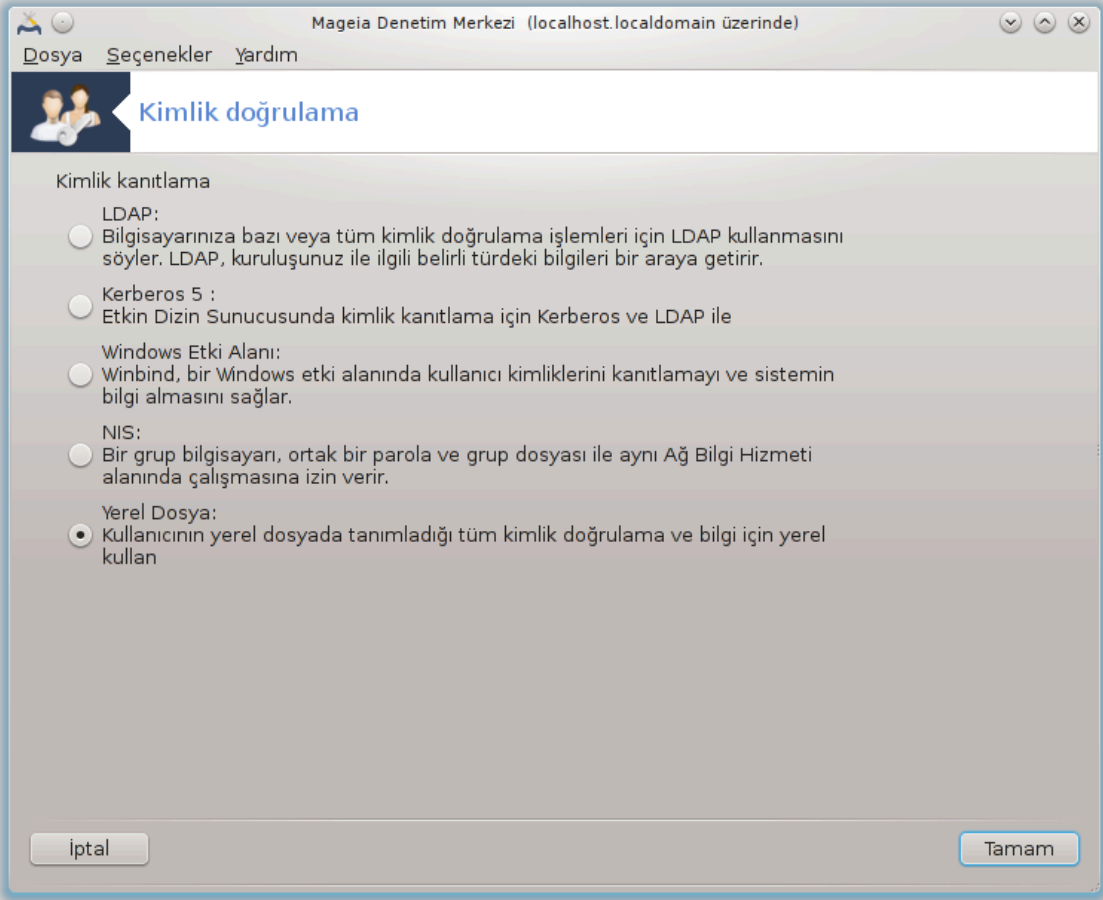 Mageia Denetim Merkezi (localhost.localdomain üzerinde)
Dosya Seçenekler Yardım
Kimlik doğrulama
Kimlik kanıtlama
LDAP:
Bilgisayarınıza bazı veya tüm kimlik doğrulama işlemleri için LDAP kullanmasını
söyler. LDAP, kuruluşunuz ile ilgili belirli türdeki bilgileri bir araya getirir.
Kerberos 5 :
Etkin Dizin Sunucusunda kimlik kanıtlama için Kerberos ve LDAP ile
Windows Etki Alanı:
Winbind, bir Windows etki alanında kullanıcı kimliklerini kanıtlamayı ve sistemin
bilgi almasını sağlar.
NIS:
Bir grup bilgisayarı, ortak bir parola ve grup dosyası ile aynı Ağ Bilgi Hizmeti
alanında çalışmasına izin verir.
Yerel Dosya:
Kullanıcının yerel dosyada tanımladığı tüm kimlik doğrulama ve bilgi için yerel
kullan
İptal Tamam